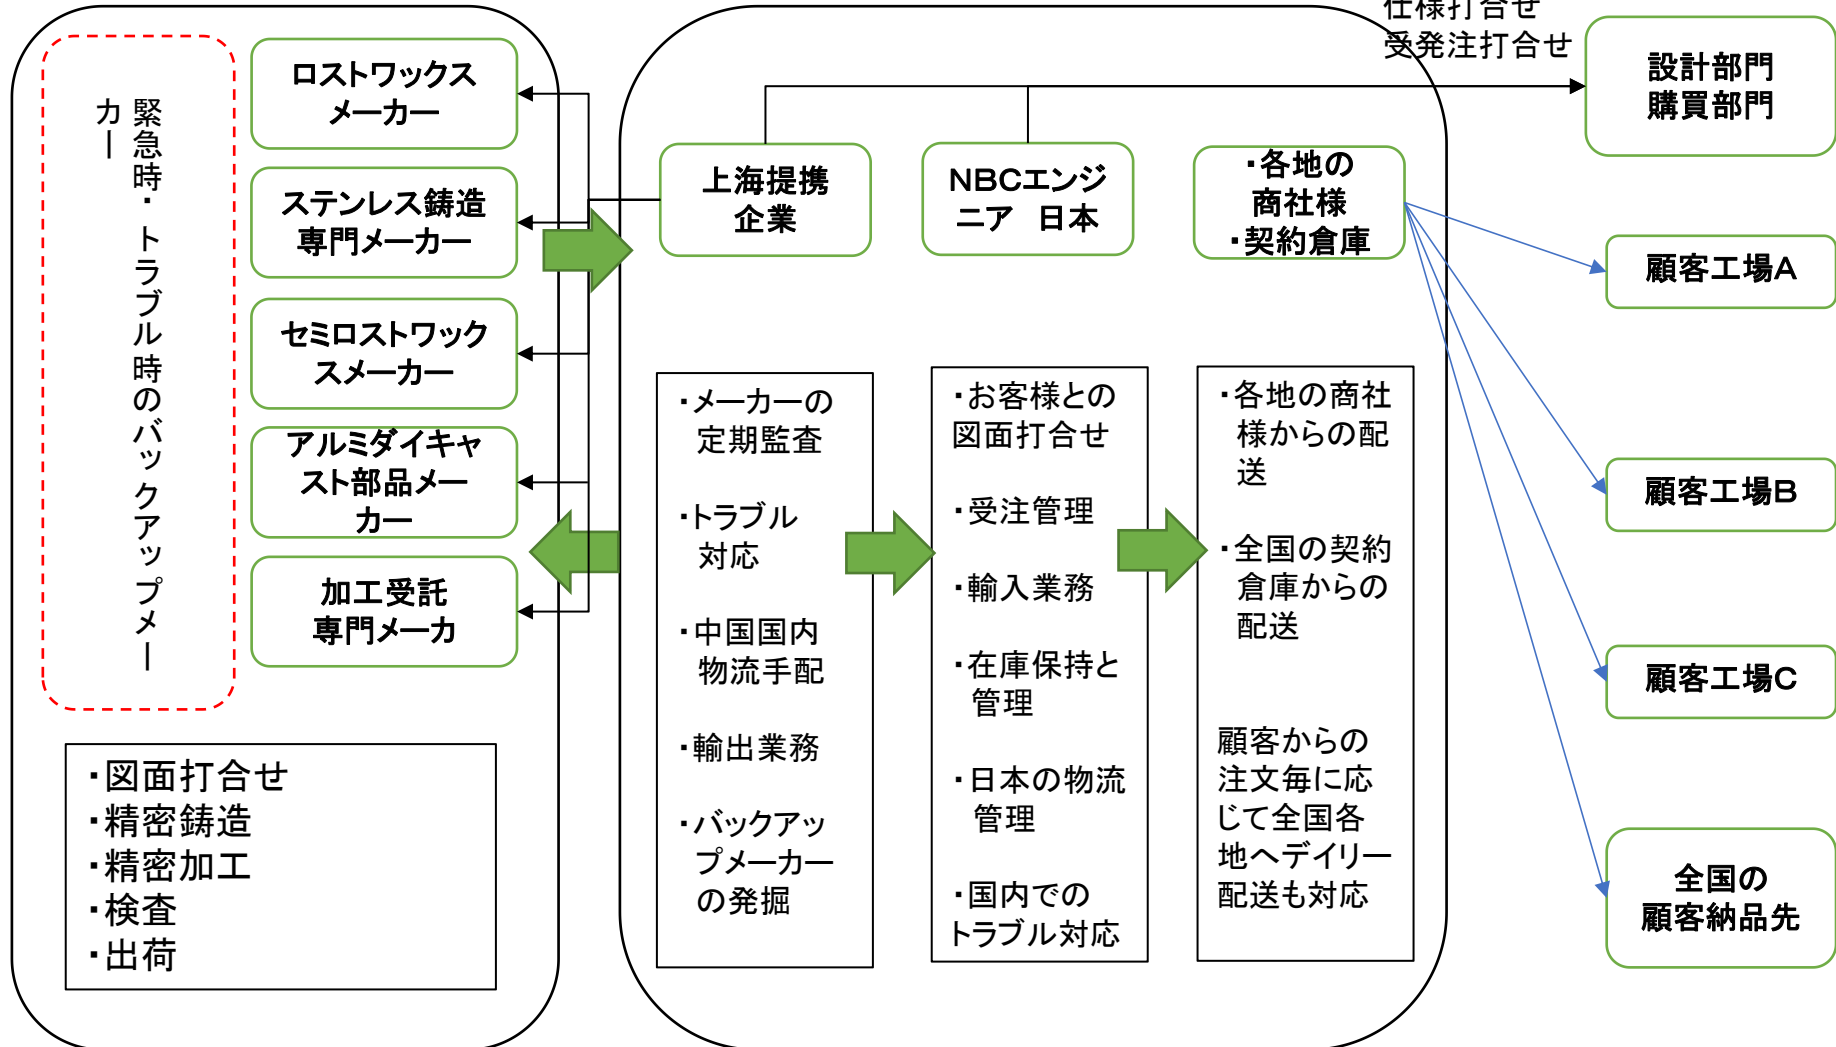 緊急時・トラブル時のバックアップメー
カー
ロストワックス
メーカー
ステンレス鋳造
専門メーカー
セミロストワック
スメーカー
アルミダイキャ
スト部品メー
カー
加工受託
専門メーカ
・図面打合せ
・精密鋳造
・精密加工
・検査
・出荷
上海提携
企業
NBCエンジ
ニア 日本
・各地の
商社様
・契約倉庫
・メーカーの
定期監査
・トラブル
対応
・中国国内
物流手配
・輸出業務
・バックアッ
プメーカー
の発掘
・お客様との
図面打合せ
・受注管理
・輸入業務
・在庫保持と
管理
・日本の物流
管理
・国内での
トラブル対応
・各地の商社
様からの配
送
・全国の契約
倉庫からの
配送
顧客からの
注文毎に応
じて全国各
地へデイリー
配送も対応
仕様打合せ
受発注打合せ
設計部門
購買部門
顧客工場A
顧客工場B
顧客工場C
全国の
顧客納品先